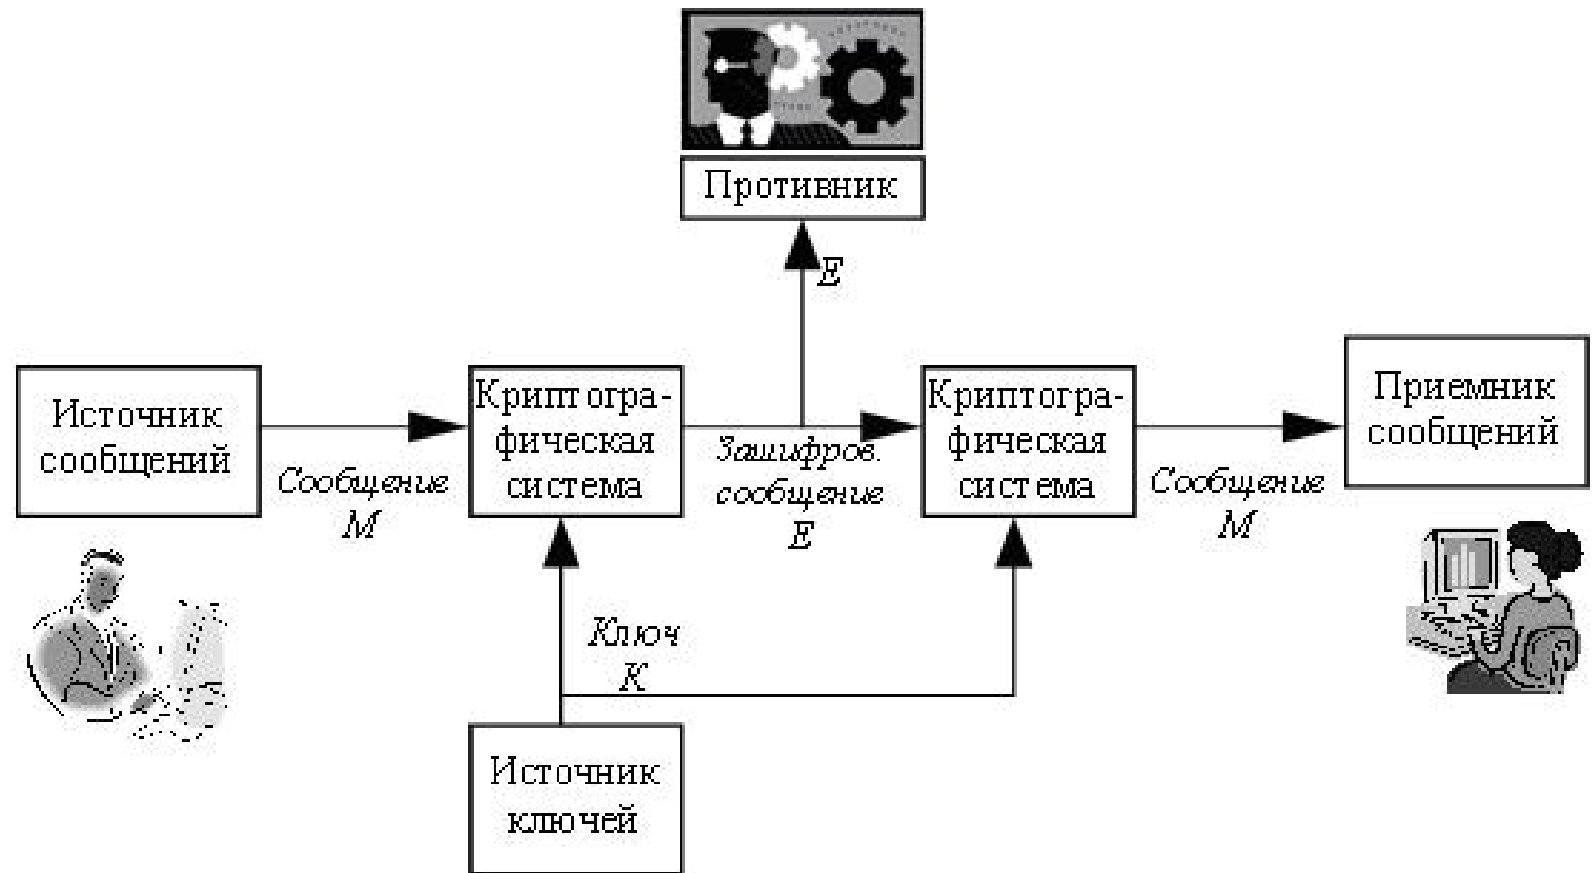 Противник
E
Источник
сообщений
Сообщение
M
Криптогра-
фическая
система
Зашифров.
сообщение
E
Криптогра-
фическая
система
Сообщение
M
Приемник
сообщений
Ключ
K
Источник
ключей